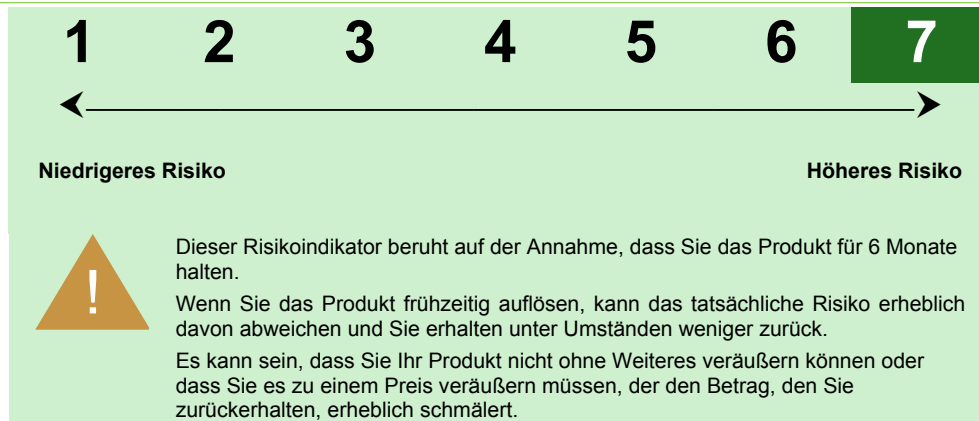 1 2 3 4 5 6 7
Niedrigeres Risiko Höheres Risiko
!
Dieser Risikoindikator beruht auf der Annahme, dass Sie das Produkt für 6 Monate
halten.
Wenn Sie das Produkt frühzeitig auflösen, kann das tatsächliche Risiko erheblich
davon abweichen und Sie erhalten unter Umständen weniger zurück.
Es kann sein, dass Sie Ihr Produkt nicht ohne Weiteres veräußern können oder
dass Sie es zu einem Preis veräußern müssen, der den Betrag, den Sie
zurückerhalten, erheblich schmälert.